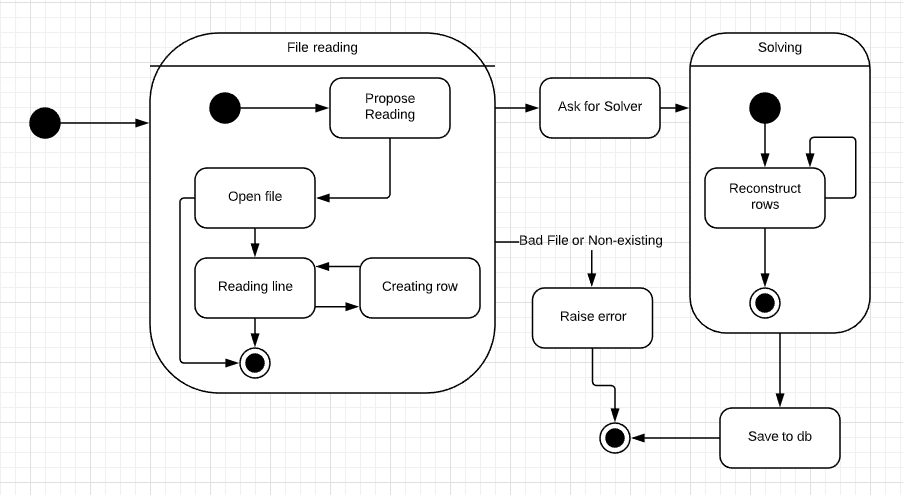 File reading
Solving
Propose
Reading
Ask for Solver
Open file
Reconstruct
rows
Bad File or Non-existing
Reading line
Creating row
Raise error
Save to db